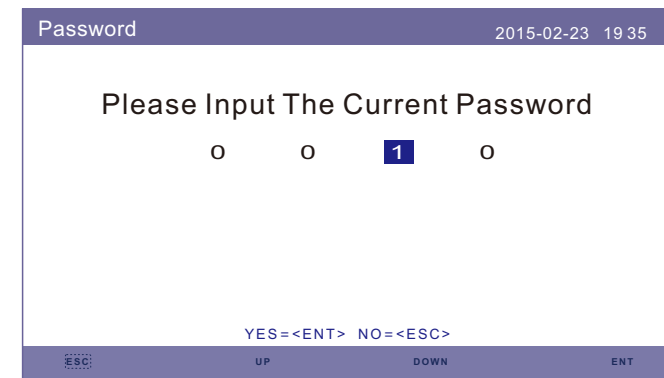 Password 2015-02-23 19 35
Please Input The Current Password
0 0 1 0
YES=<ENT> NO=<ESC>
ESC UP DOWN ENT